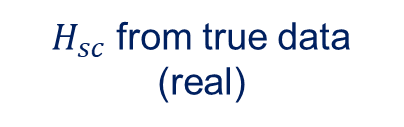 H_sc from true data
(real)